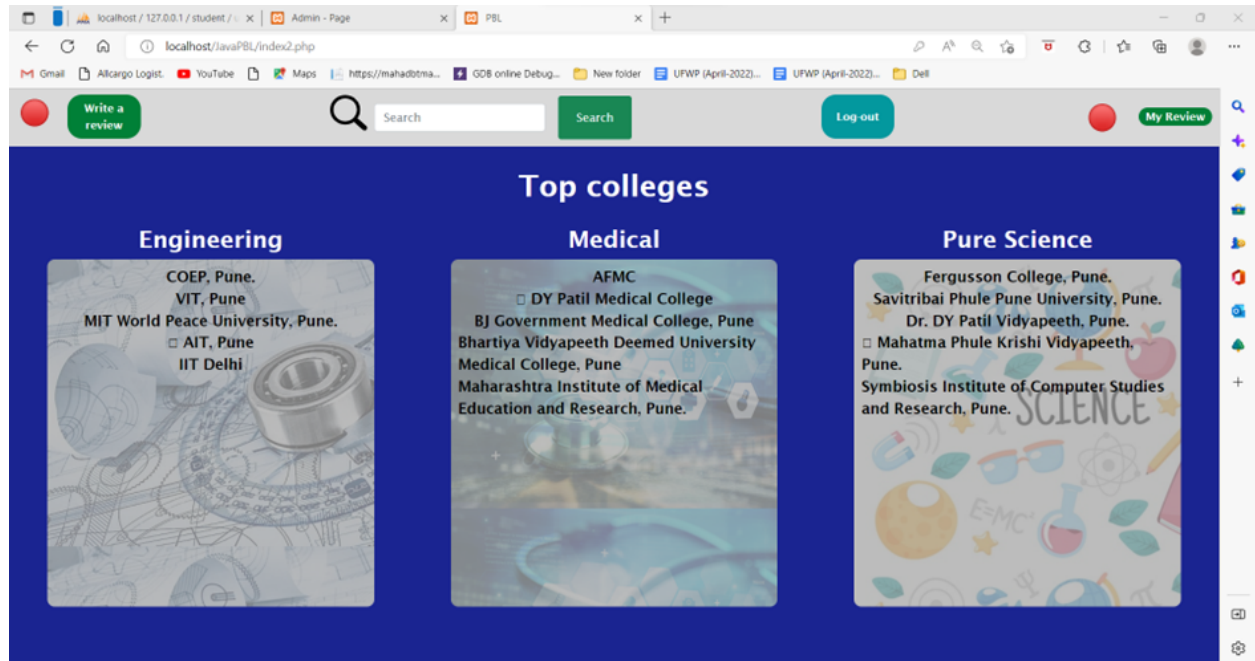 localhost / 127.0.0.1 / student / s
Admin - Page
PBL
localhost/JavaPBL/index2.php
Gmail
Allcargo Logist.
YouTube
Maps
https://mahadbtma...
GDB online Debug...
New folder
UFWP (April-2022)...
UFWP (April-2022)...
Dell
Write a
review
Search
Search
Log-out
My Review
Top colleges
Engineering
COEP, Pune.
VIT, Pune
MIT World Peace University, Pune.
□ AIT, Pune
IIT Delhi
Medical
AFMC
□ DY Patil Medical College
BJ Government Medical College, Pune
Bhartiya Vidyapeeth Deemed University
Medical College, Pune
Maharashtra Institute of Medical
Education and Research, Pune.
Pure Science
Fergusson College, Pune.
Savitribai Phule Pune University, Pune.
Dr. DY Patil Vidyapeeth, Pune.
□ Mahatma Phule Krishi Vidyapeeth,
Pune.
Symbiosis Institute of Computer Studies
and Research, Pune.
SCIENCE
E=MC²